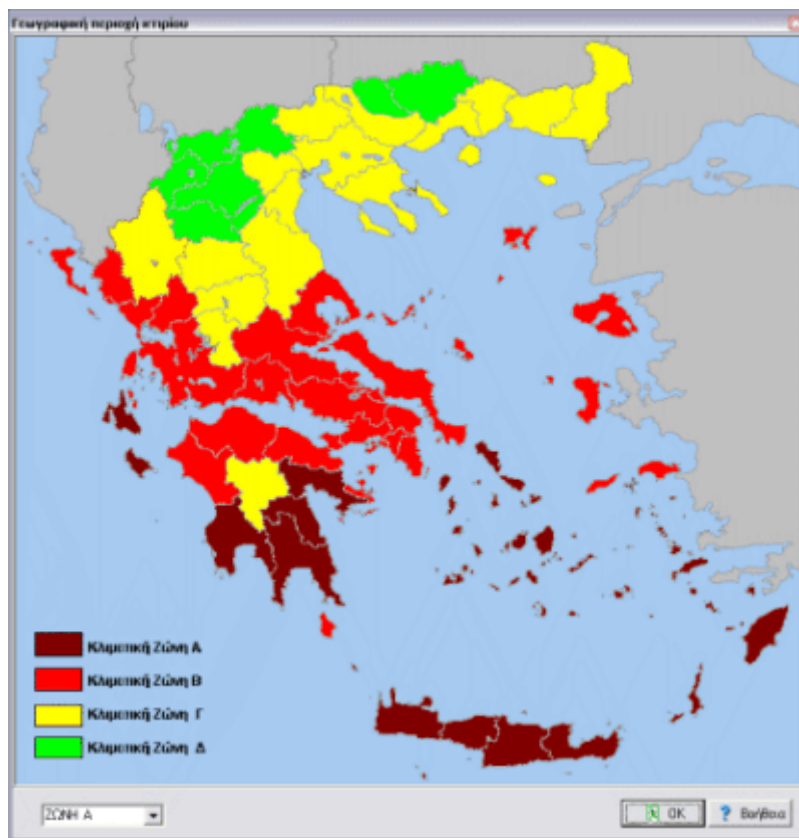 Γεωγραφική περιοχή κτιρίου
Κλιματική Ζώνη Α
Κλιματική Ζώνη Β
Κλιματική Ζώνη Γ
Κλιματική Ζώνη Δ
ΖΩΝΗ Α
OK
? Βοήθεια